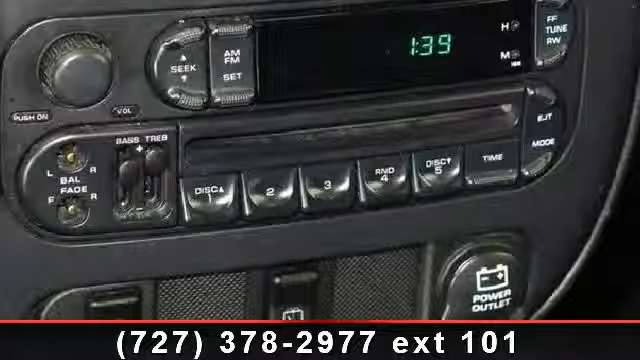 1:39
H
M
FF
TUNE
RW
SEEK
AM
FM
SET
PUSH ON
VOL
BASS TREB
L R
BAL
FADE
F R
EJT
MODE
DISC▲
1
2
3
RND
4
DISC▼
5
TIME
POWER
OUTLET
(727) 378-2977 ext 101